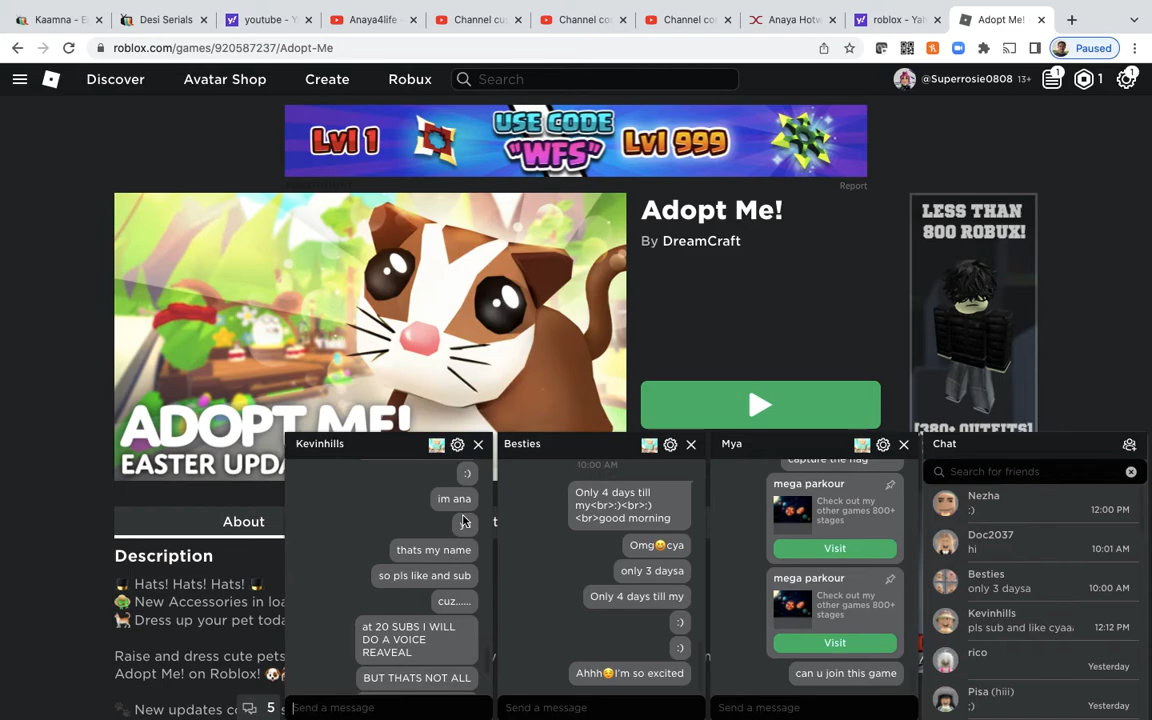 Kaamna - E
Desi Serials
youtube - Y
Anaya4life -
Channel cus
Channel co
Channel co
Anaya Hotw
roblox - Ya
Adopt Me!
roblox.com/games/920587237/Adopt-Me
Paused
Discover
Avatar Shop
Create
Robux
Search
@Superrosie0808 13+
1
1
1
Lvl 1
USE CODE
"WFS"
Lvl 999
Report
Adopt Me!
By DreamCraft
LESS THAN
800 ROBUX!
[380+ OUTFITS]
ADOPT ME!
EASTER UPD
About
Description
Hats! Hats! Hats!
New Accessories in loa
Dress up your pet toda
Raise and dress cute pets
Adopt Me! on Roblox! 🐶
New updates c
5
Kevinhills
:)
im ana
thats my name
so pls like and sub
cuz......
at 20 SUBS I WILL
DO A VOICE
REAVEAL
BUT THATS NOT ALL
Send a message
Besties
10:00 AM
Only 4 days till
my<br>:)<br>:)
<br>good morning
Omg😄cya
only 3 daysa
Only 4 days till my
:)
:)
Ahhh😏I'm so excited
Send a message
Mya
capture the flag
mega parkour
Check out my
other games 800+
stages
Visit
mega parkour
Check out my
other games 800+
stages
Visit
can u join this game
Send a message
Chat
Search for friends
Nezha
:)
12:00 PM
Doc2037
hi
10:01 AM
Besties
only 3 daysa
10:00 AM
Kevinhills
pls sub and like cyaa
12:12 PM
rico
Yesterday
Pisa (hiii)
;)
Yesterday